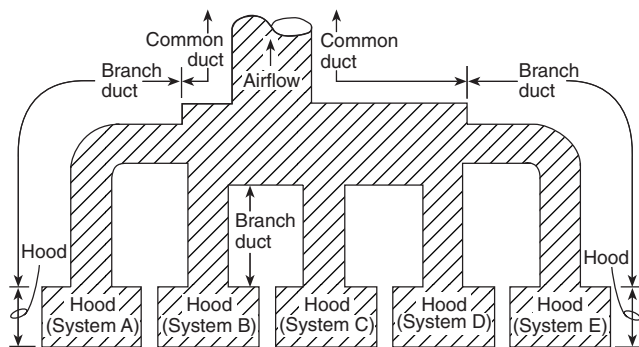 Common
duct
Common
duct
Branch
duct
Airflow
Branch
duct
Branch
duct
Hood
Hood
Hood
(System A)
Hood
(System B)
Hood
(System C)
Hood
(System D)
Hood
(System E)